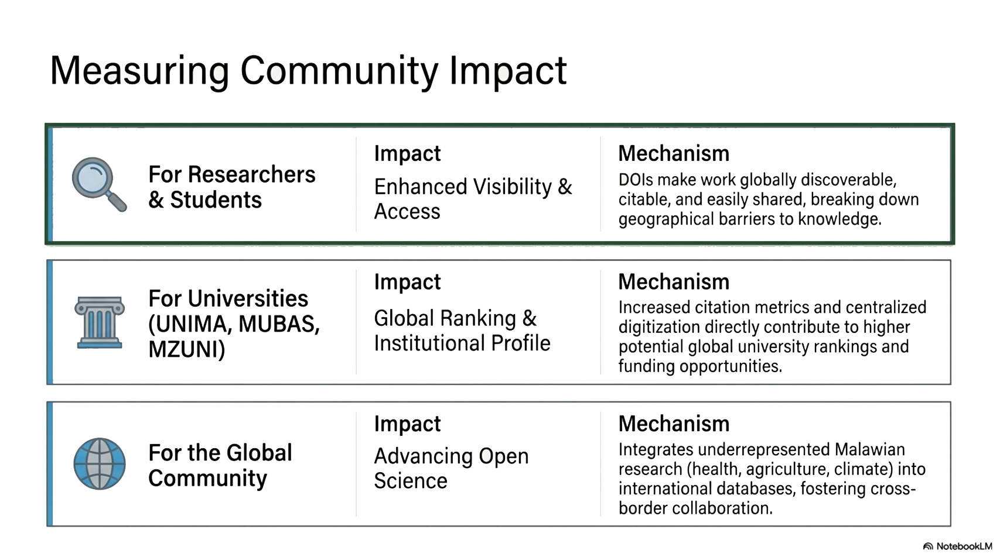 Measuring Community Impact
For Researchers
& Students
Impact
Enhanced Visibility &
Access
Mechanism
DOIs make work globally discoverable,
citable, and easily shared, breaking down
geographical barriers to knowledge.
For Universities
(UNIMA, MUBAS,
MZUNI)
Impact
Global Ranking &
Institutional Profile
Mechanism
Increased citation metrics and centralized
digitization directly contribute to higher
potential global university rankings and
funding opportunities.
For the Global
Community
Impact
Advancing Open
Science
Mechanism
Integrates underrepresented Malawian
research (health, agriculture, climate) into
international databases, fostering cross-
border collaboration.
NotebookLM